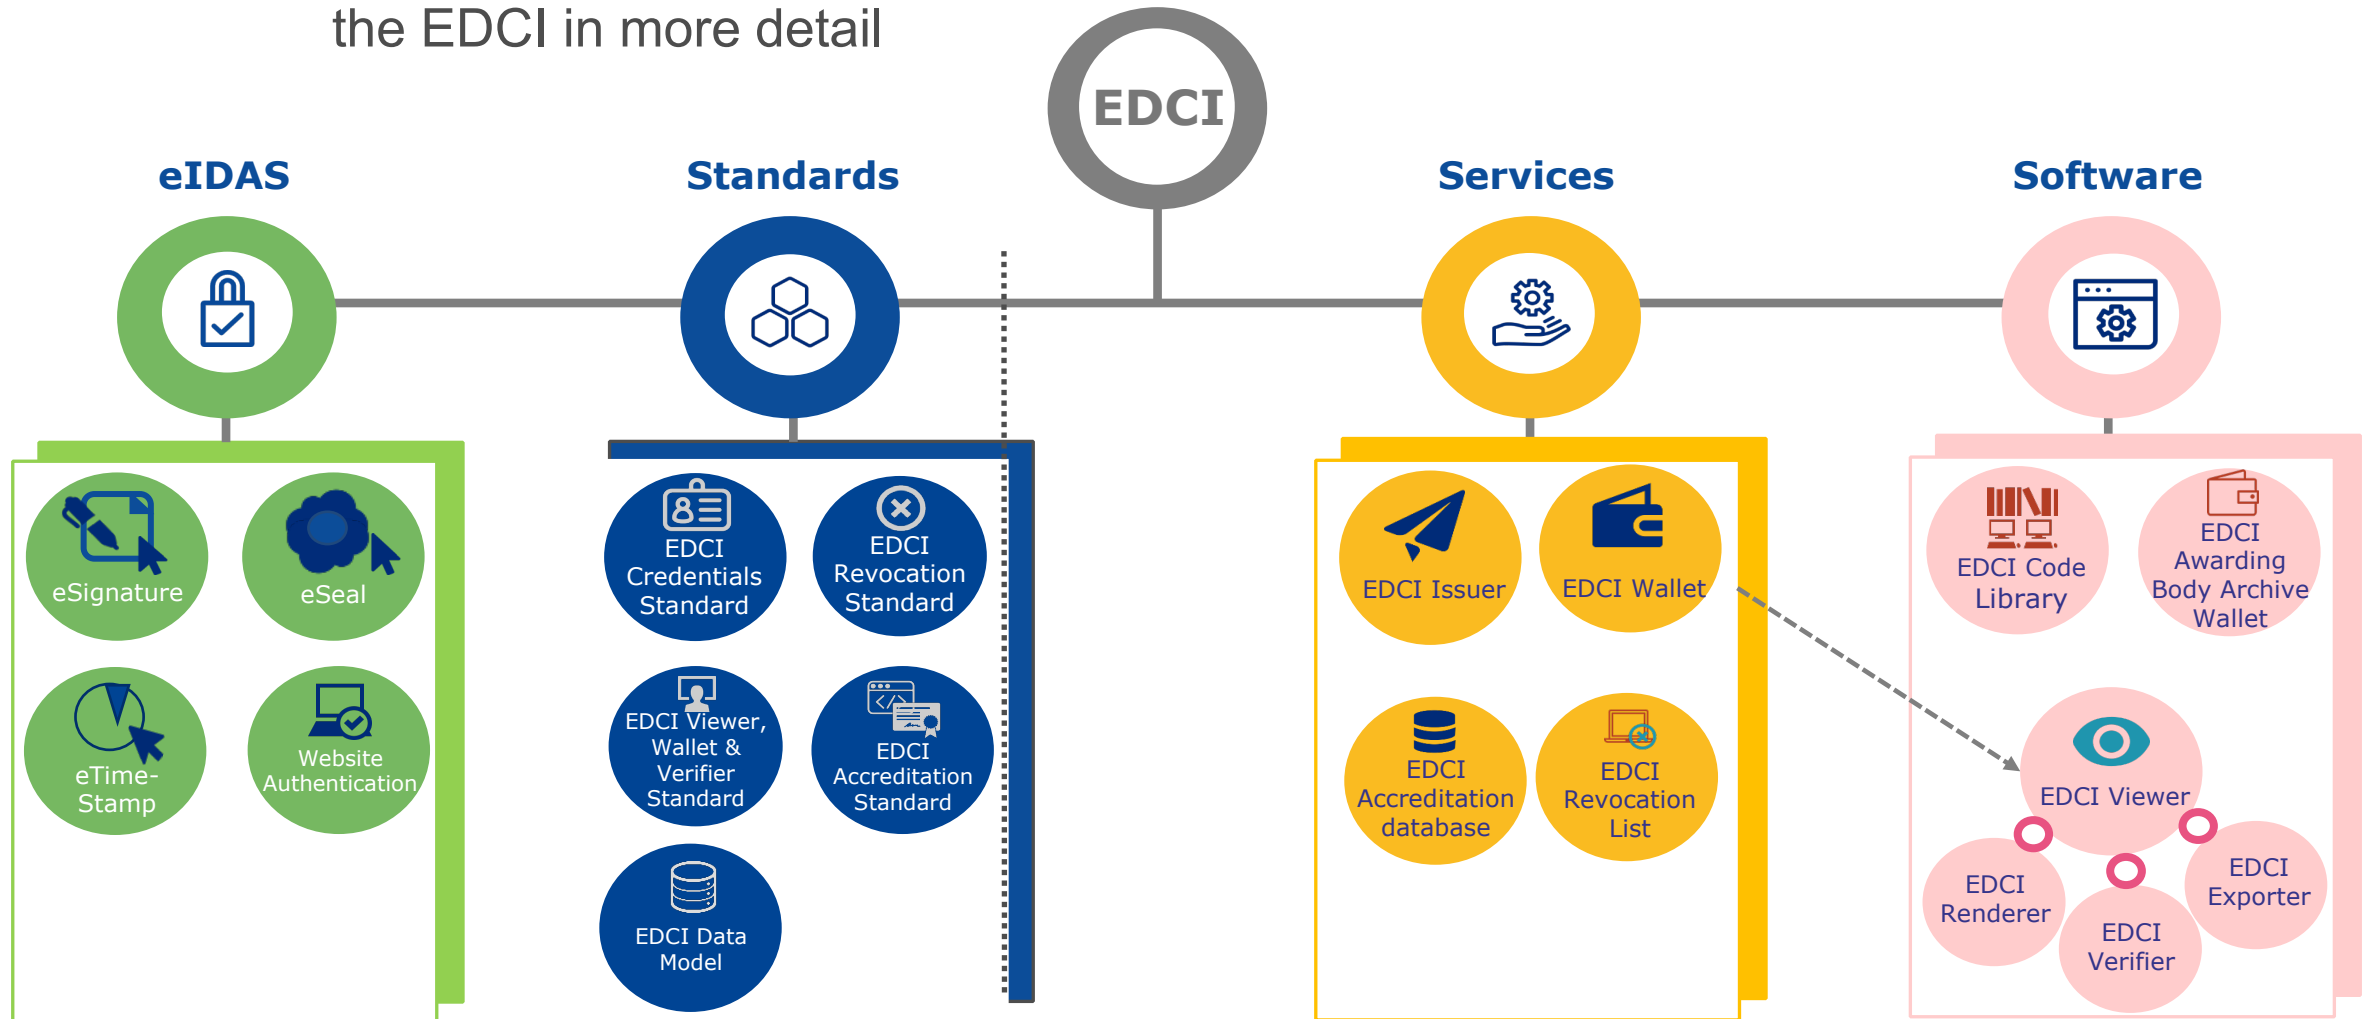 the EDCI in more detail
EDCI
eIDAS
Standards
Services
Software
eSignature
eSeal
eTime-
Stamp
Website
Authentication
EDCI
Credentials
Standard
EDCI
Revocation
Standard
EDCI Viewer,
Wallet &
Verifier
Standard
EDCI
Accreditation
Standard
EDCI Data
Model
EDCI Issuer
EDCI Wallet
EDCI
Accreditation
database
EDCI
Revocation
List
EDCI Code
Library
EDCI
Awarding
Body Archive
Wallet
EDCI Viewer
EDCI
Renderer
EDCI
Verifier
EDCI
Exporter